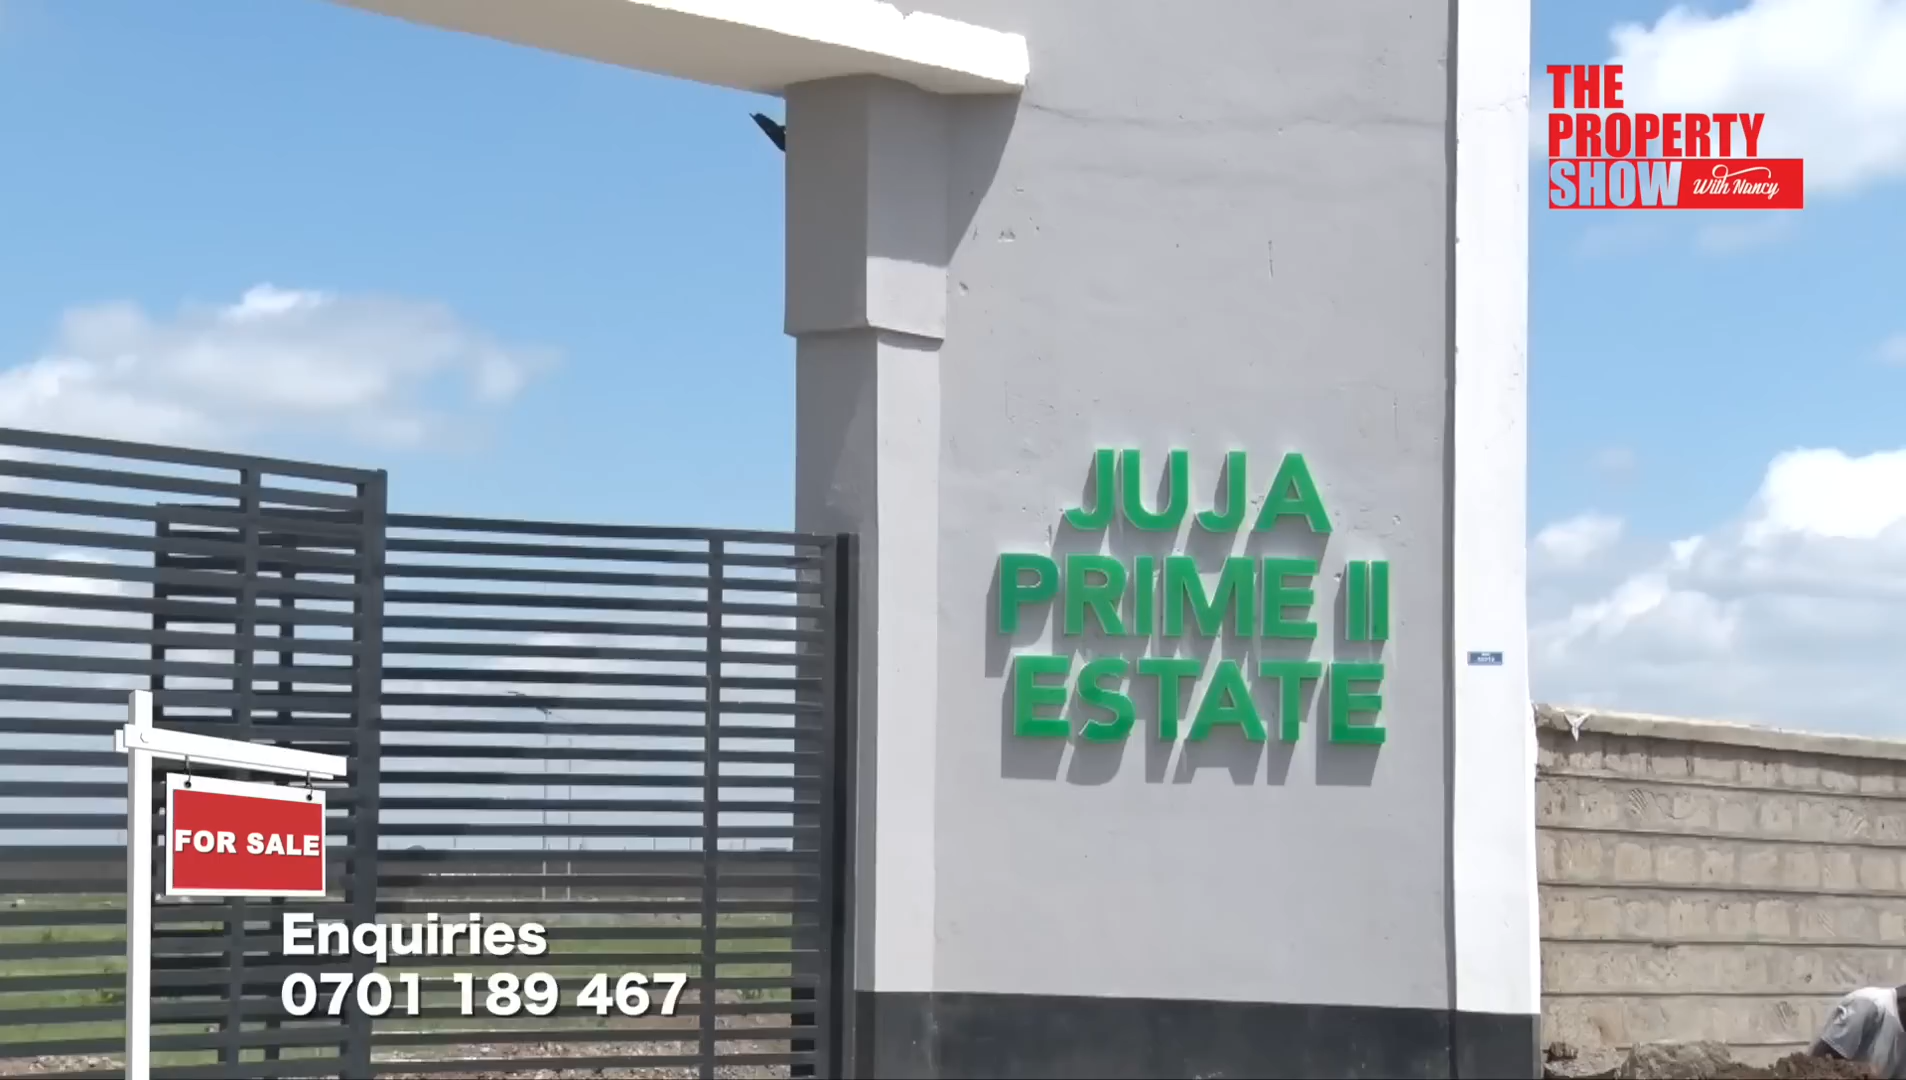 THE
PROPERTY
SHOW With Nancy
JUJA
PRIME II
ESTATE
FOR SALE
Enquiries
0701 189 467